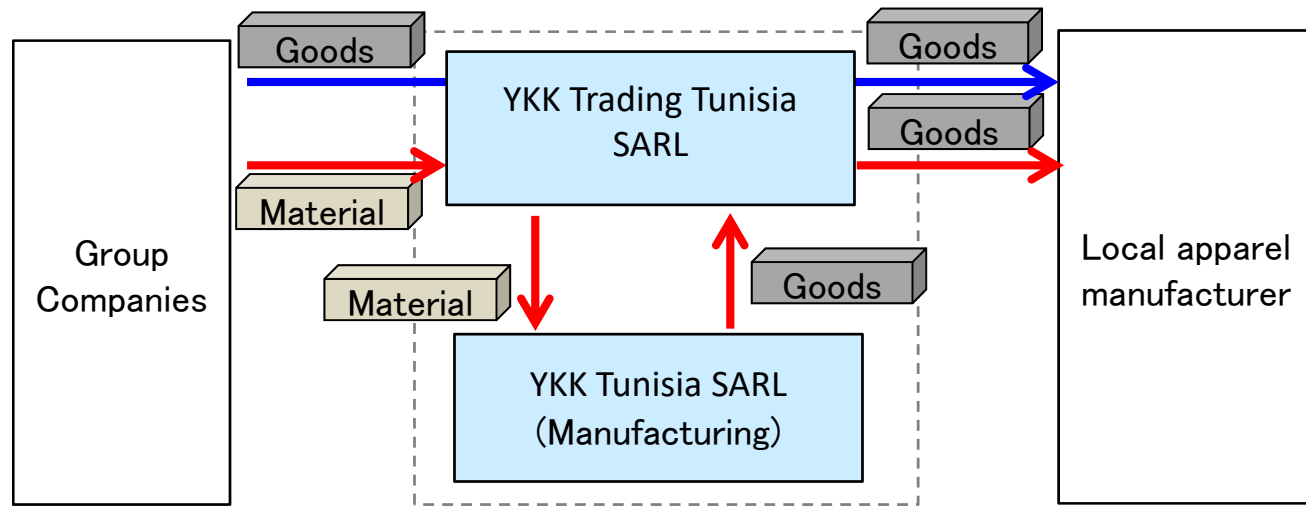 Goods
Goods
YKK Trading Tunisia
SARL
Goods
Material
Group
Companies
Local apparel
manufacturer
Material
Goods
YKK Tunisia SARL
(Manufacturing)